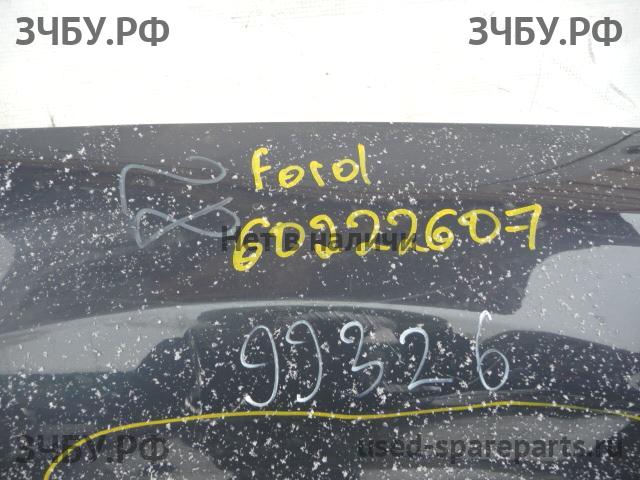 ЗЧБУ.РФ ЗЧБУ.РФ
Ford
60222607
Нет в наличии
99326
ЗЧБУ.РФ used-spareparts.ru